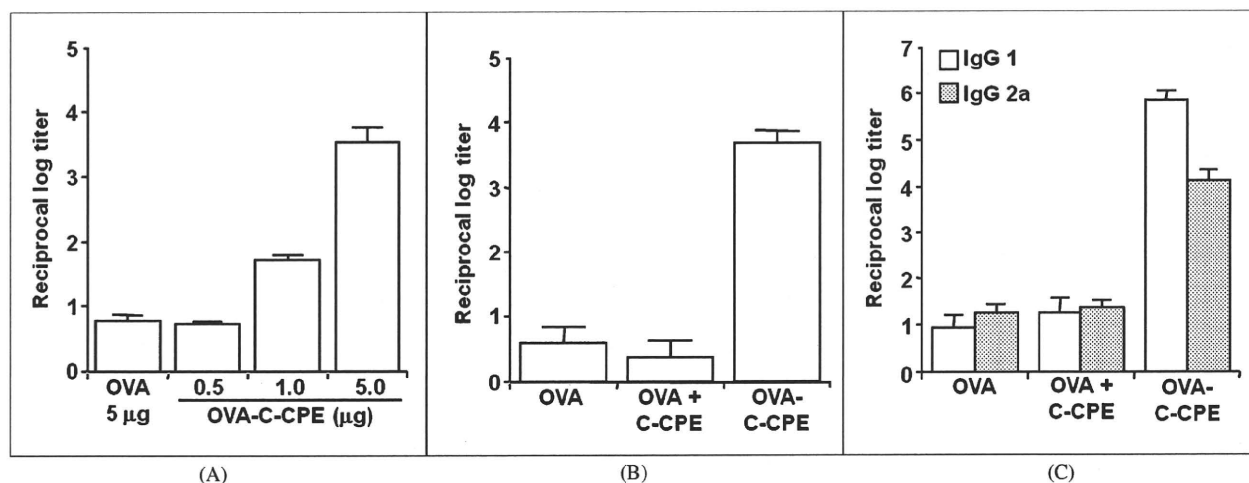 Reciprocal log titer
5
4
3
2
1
0
OVA 0.5 1.0 5.0
5 μg OVA-C-CPE (μg)
(A)
Reciprocal log titer
5
4
3
2
1
0
OVA OVA + OVA-
C-CPE C-CPE
(B)
Reciprocal log titer
7
6
5
4
3
2
1
0
IgG 1
IgG 2a
OVA OVA + OVA-
C-CPE C-CPE
(C)